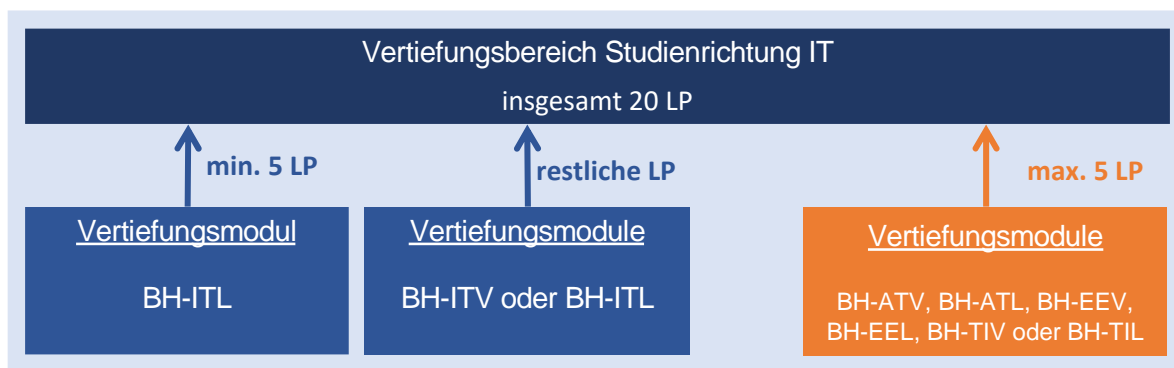 Vertiefungsbereich Studienrichtung IT
insgesamt 20 LP
min. 5 LP
restliche LP
max. 5 LP
Vertiefungsmodul
BH-ITL
Vertiefungsmodule
BH-ITV oder BH-ITL
Vertiefungsmodule
BH-ATV, BH-ATL, BH-EEV,
BH-EEL, BH-TIV oder BH-TIL